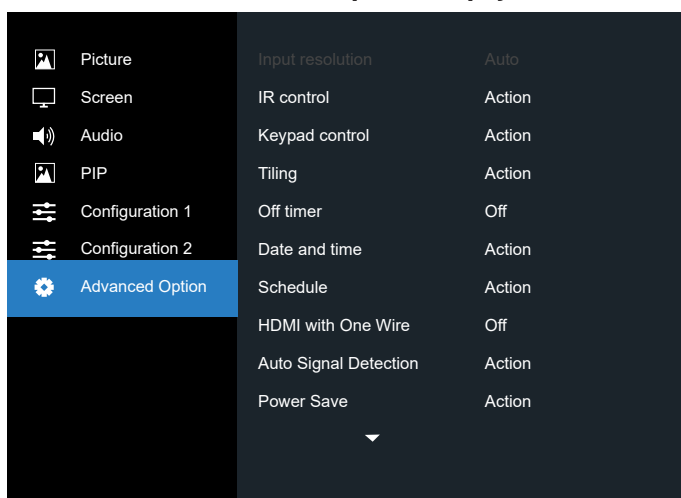 Picture
Screen
Audio
PIP
Configuration 1
Configuration 2
Advanced Option
Input resolution Auto
IR control Action
Keypad control Action
Tiling Action
Off timer Off
Date and time Action
Schedule Action
HDMI with One Wire Off
Auto Signal Detection Action
Power Save Action